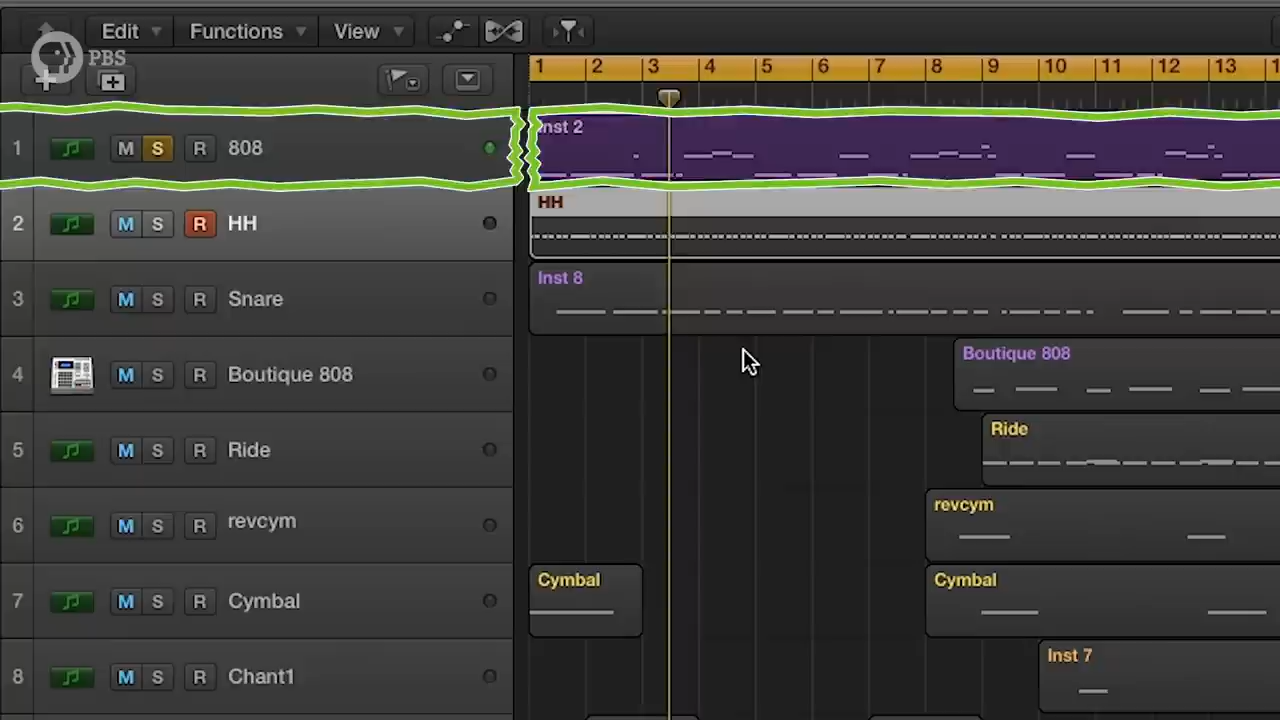 Edit Functions View
PBS
1 2 3 4 5 6 7 8 9 10 11 12 13
1 M S R 808 Inst 2
2 M S R HH HH
3 M S R Snare Inst 8
4 M S R Boutique 808 Boutique 808
5 M S R Ride Ride
6 M S R revcym revcym
7 M S R Cymbal Cymbal Cymbal
8 M S R Chant1 Inst 7